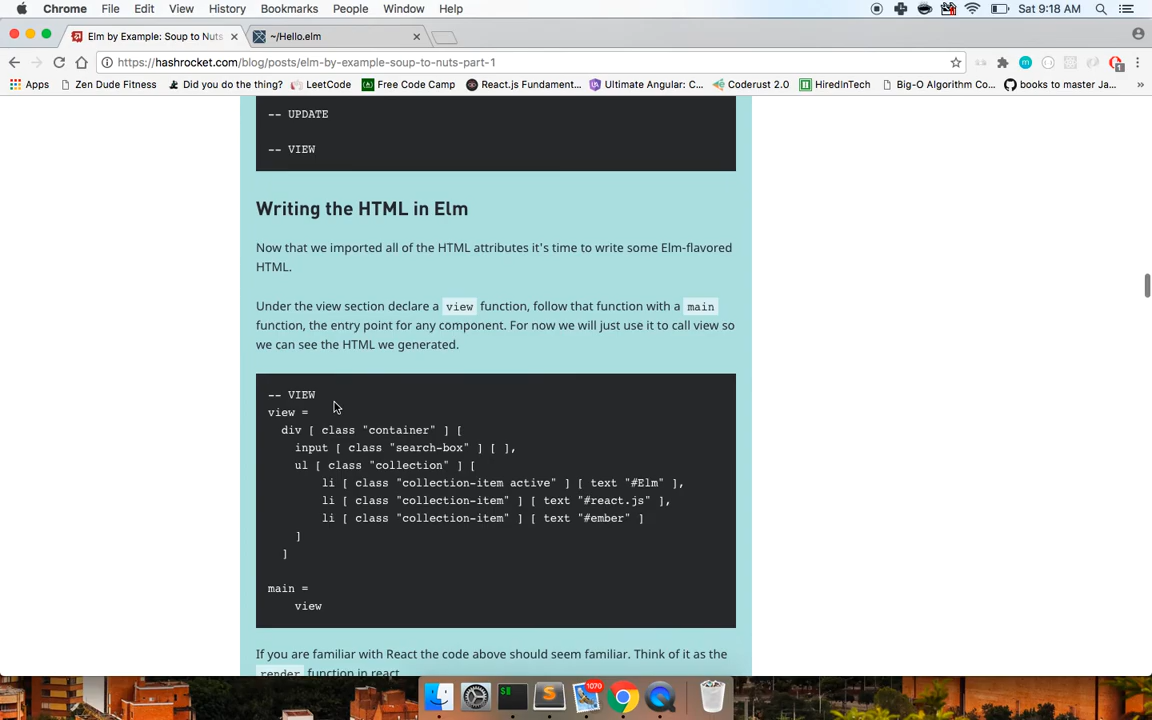 Chrome File Edit View History Bookmarks People Window Help Sat 9:18 AM
Elm by Example: Soup to Nuts ~/Hello.elm
https://hashrocket.com/blog/posts/elm-by-example-soup-to-nuts-part-1
Apps Zen Dude Fitness Did you do the thing? LeetCode Free Code Camp React.js Fundament... Ultimate Angular: C... Coderust 2.0 HiredInTech Big-O Algorithm Co... books to master Ja... »
-- UPDATE
-- VIEW
Writing the HTML in Elm
Now that we imported all of the HTML attributes it's time to write some Elm-flavored
HTML.
Under the view section declare a view function, follow that function with a main
function, the entry point for any component. For now we will just use it to call view so
we can see the HTML we generated.
-- VIEW
view =
div [ class "container" ] [
input [ class "search-box" ] [ ],
ul [ class "collection" ] [
li [ class "collection-item active" ] [ text "#Elm" ],
li [ class "collection-item" ] [ text "#react.js" ],
li [ class "collection-item" ] [ text "#ember" ]
]
]
main =
view
If you are familiar with React the code above should seem familiar. Think of it as the
render function in react.
1070